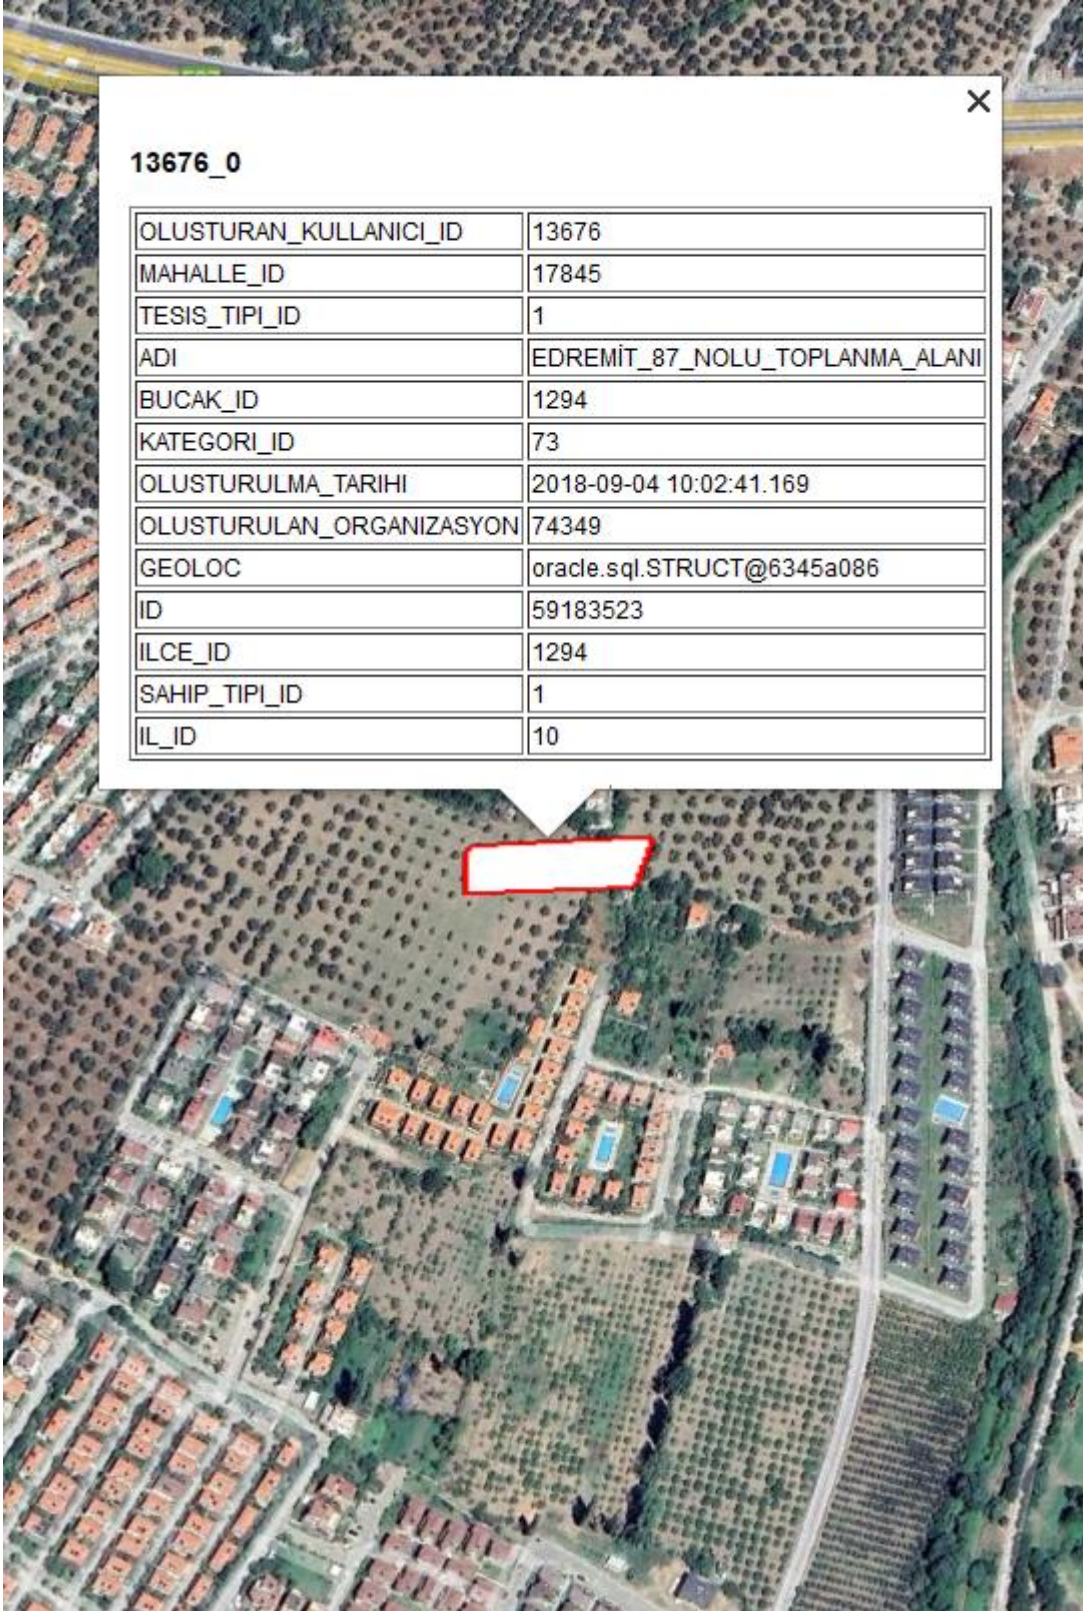 13676_0
OLUSTURAN_KULLANICI_ID 13676
MAHALLE_ID 17845
TESIS_TIPI_ID 1
ADI EDREMİT_87_NOLU_TOPLANMA_ALANI
BUCAK_ID 1294
KATEGORI_ID 73
OLUSTURULMA_TARIHI 2018-09-04 10:02:41.169
OLUSTURULAN_ORGANIZASYON 74349
GEOLOC oracle.sql.STRUCT@6345a086
ID 59183523
ILCE_ID 1294
SAHIP_TIPI_ID 1
IL_ID 10